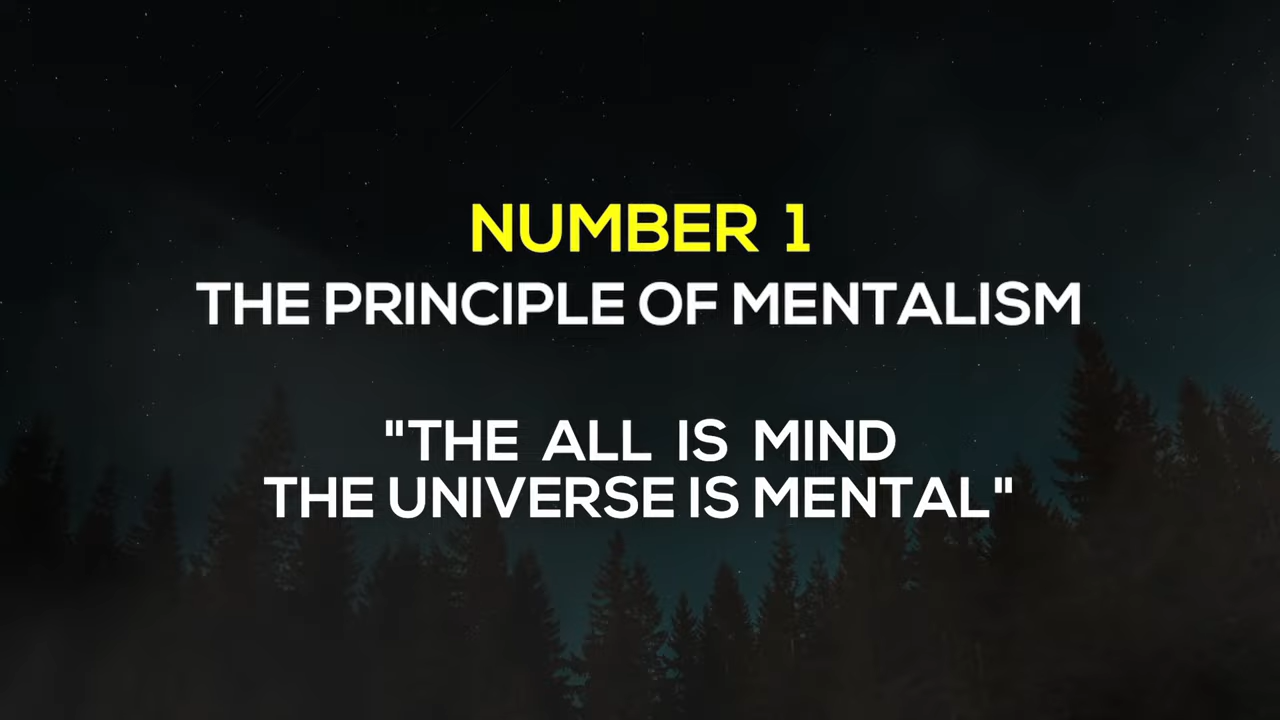 NUMBER 1
THE PRINCIPLE OF MENTALISM
"THE ALL IS MIND
THE UNIVERSE IS MENTAL"